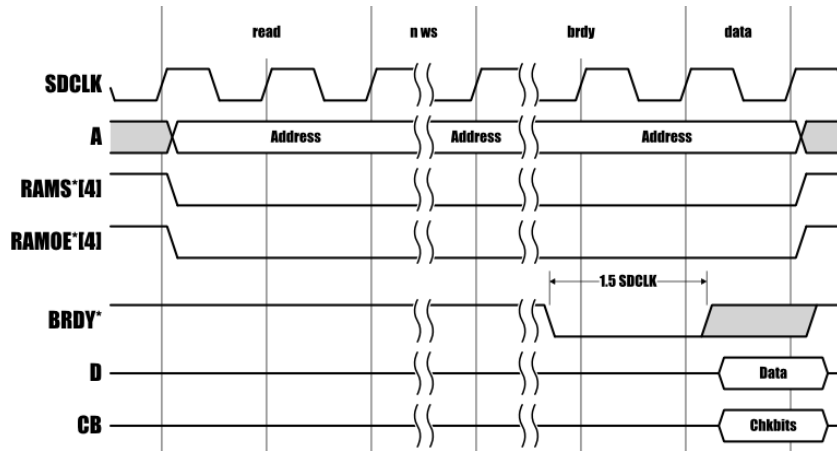 read n ws brdy data
SDCLK
A Address Address Address
RAMS*[4]
RAMOE*[4]
1.5 SDCLK
BRDY*
D Data
CB Chkbits